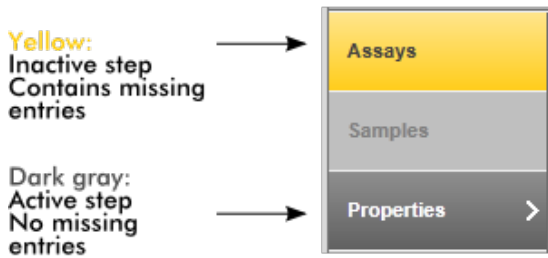 Yellow:
Inactive step
Contains missing
entries
Assays
Samples
Dark gray:
Active step
No missing
entries
Properties